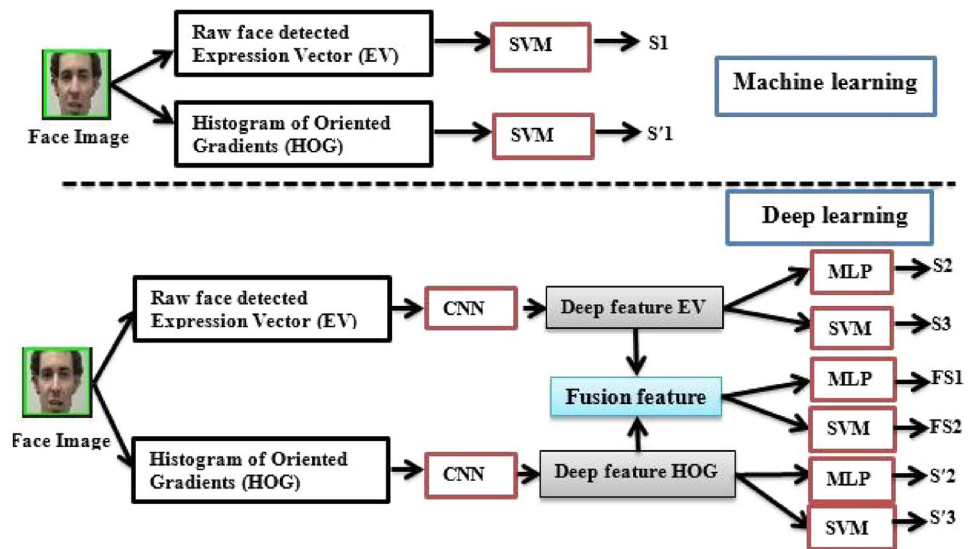 Raw face detected
Expression Vector (EV)
SVM
S1
Machine learning
Face Image
Histogram of Oriented
Gradients (HOG)
SVM
S'1
Deep learning
Raw face detected
Expression Vector (EV)
CNN
Deep feature EV
MLP
S2
SVM
S3
Face Image
Fusion feature
MLP
FS1
SVM
FS2
Histogram of Oriented
Gradients (HOG)
CNN
Deep feature HOG
MLP
S'2
SVM
S'3